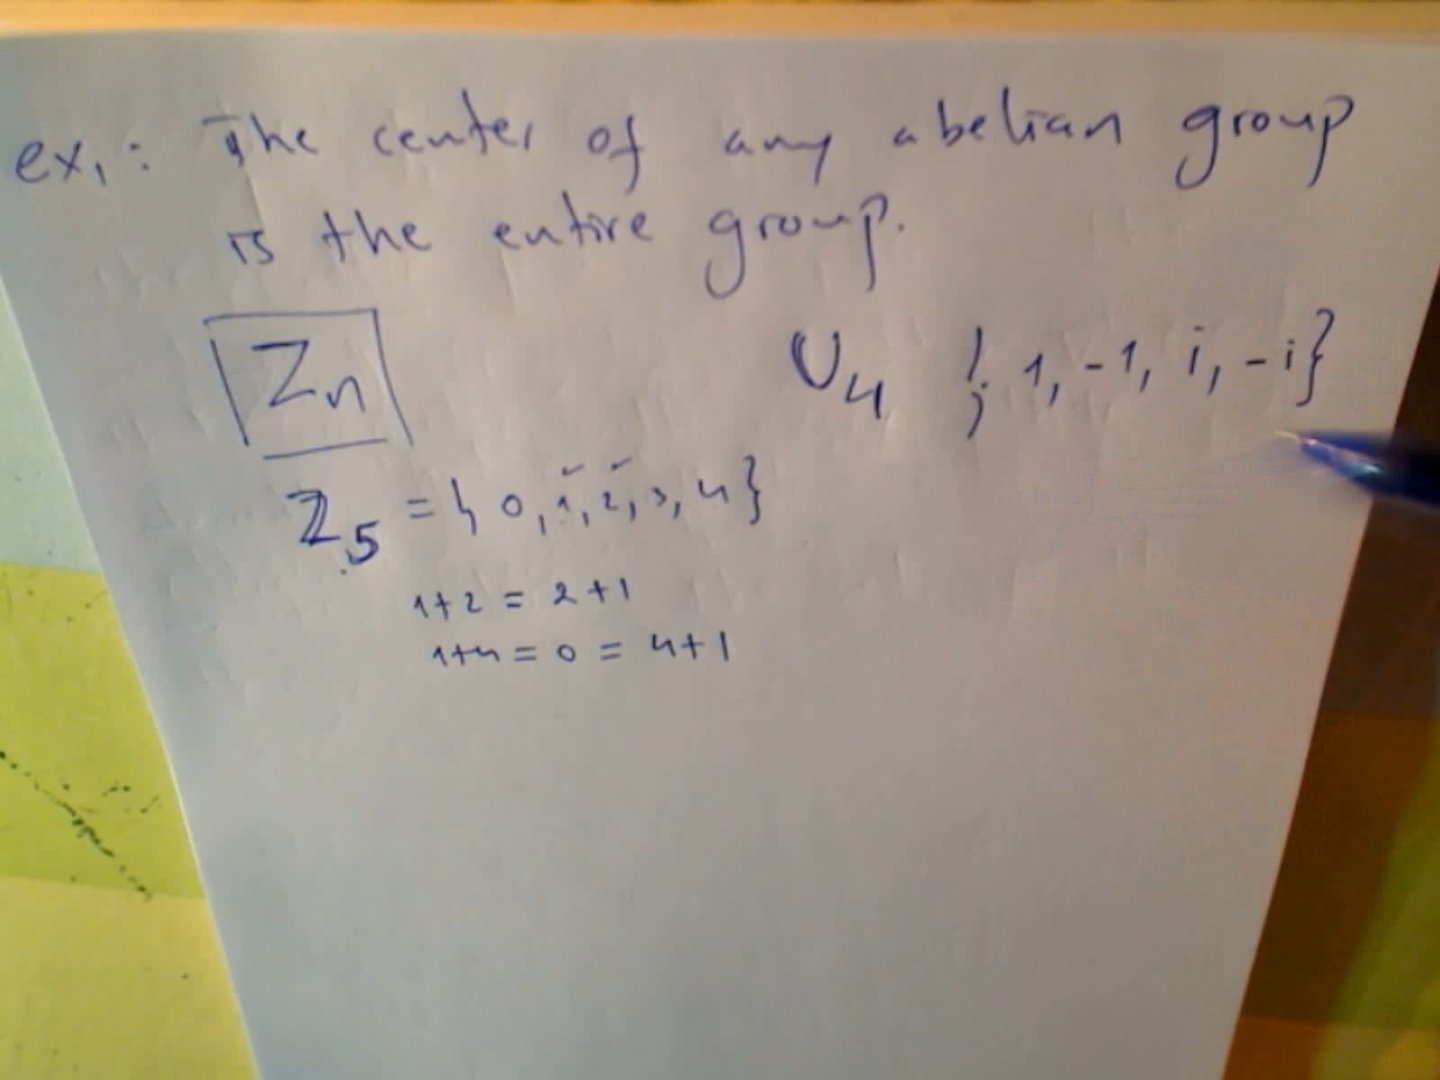 ex1: The center of any abelian group
is the entire group.
Zn
U4 { 1, -1, i, -i}
Z5 = { 0, 1, 2, 3, 4 }
1+2 = 2+1
1+4 = 0 = 4+1